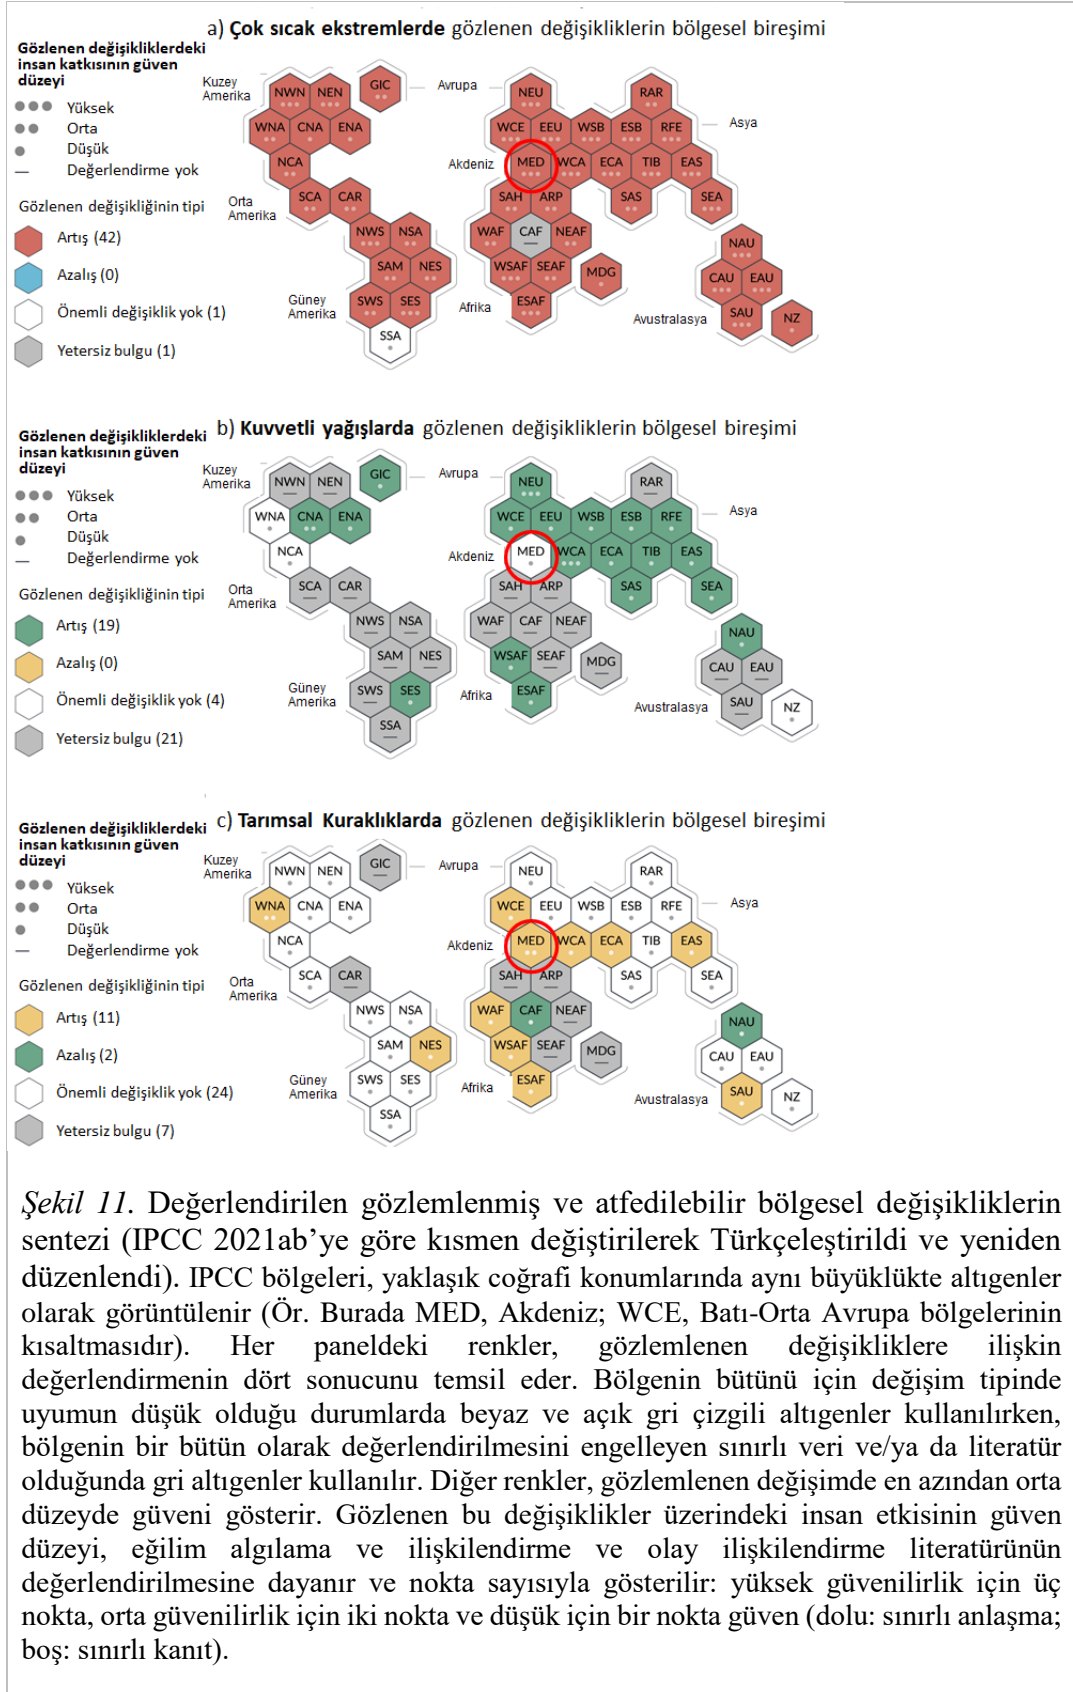 a) Çok sıcak ekstremlerde gözlenen değişikliklerin bölgesel bireşimi
Gözlenen değişikliklerdeki
insan katkısının güven
düzeyi
Yüksek
Orta
Düşük
Değerlendirme yok
Gözlenen değişikliğinin tipi
Artış (42)
Azalış (0)
Önemli değişiklik yok (1)
Yetersiz bulgu (1)
Kuzey
Amerika
NWN NEN GIC
WNA CNA ENA
NCA
Orta
Amerika
SCA CAR
NWS NSA
SAM NES
Güney
Amerika
SWS SES
SSA
Avrupa
NEU RAR
WCE EEU WSB ESB RFE
Asya
Akdeniz
MED WCA ECA TIB EAS
SAH ARP SAS SEA
WAF CAF NEAF
WSAF SEAF MDG
Afrika
ESAF
NAU
CAU EAU
Avustralasya
SAU NZ
b) Kuvvetli yağışlarda gözlenen değişikliklerin bölgesel bireşimi
Gözlenen değişikliklerdeki
insan katkısının güven
düzeyi
Yüksek
Orta
Düşük
Değerlendirme yok
Gözlenen değişikliğinin tipi
Artış (19)
Azalış (0)
Önemli değişiklik yok (4)
Yetersiz bulgu (21)
Kuzey
Amerika
NWN NEN GIC
WNA CNA ENA
NCA
Orta
Amerika
SCA CAR
NWS NSA
SAM NES
Güney
Amerika
SWS SES
SSA
Avrupa
NEU RAR
WCE EEU WSB ESB RFE
Asya
Akdeniz
MED WCA ECA TIB EAS
SAH ARP SAS SEA
WAF CAF NEAF
WSAF SEAF MDG
Afrika
ESAF
NAU
CAU EAU
Avustralasya
SAU NZ
c) Tarımsal Kuraklıklarda gözlenen değişikliklerin bölgesel bireşimi
Gözlenen değişikliklerdeki
insan katkısının güven
düzeyi
Yüksek
Orta
Düşük
Değerlendirme yok
Gözlenen değişikliğinin tipi
Artış (11)
Azalış (2)
Önemli değişiklik yok (24)
Yetersiz bulgu (7)
Kuzey
Amerika
NWN NEN GIC
WNA CNA ENA
NCA
Orta
Amerika
SCA CAR
NWS NSA
SAM NES
Güney
Amerika
SWS SES
SSA
Avrupa
NEU RAR
WCE EEU WSB ESB RFE
Asya
Akdeniz
MED WCA ECA TIB EAS
SAH ARP SAS SEA
WAF CAF NEAF
WSAF SEAF MDG
Afrika
ESAF
NAU
CAU EAU
Avustralasya
SAU NZ
Şekil 11. Değerlendirilen gözlemlenmiş ve atfedilebilir bölgesel değişikliklerin
sentezi (IPCC 2021ab’ye göre kısmen değiştirilerek Türkçeleştirildi ve yeniden
düzenlendi). IPCC bölgeleri, yaklaşık coğrafi konumlarında aynı büyüklükte altıgenler
olarak görüntülenir (Ör. Burada MED, Akdeniz; WCE, Batı-Orta Avrupa bölgelerinin
kısaltmasıdır). Her paneldeki renkler, gözlemlenen değişikliklere ilişkin
değerlendirmenin dört sonucunu temsil eder. Bölgenin bütünü için değişim tipinde
uyumun düşük olduğu durumlarda beyaz ve açık gri çizgili altıgenler kullanılırken,
bölgenin bir bütün olarak değerlendirilmesini engelleyen sınırlı veri ve/ya da literatür
olduğunda gri altıgenler kullanılır. Diğer renkler, gözlemlenen değişimde en azından orta
düzeyde güveni gösterir. Gözlenen bu değişiklikler üzerindeki insan etkisinin güven
düzeyi, eğilim algılama ve ilişkilendirme ve olay ilişkilendirme literatürünün
değerlendirilmesine dayanır ve nokta sayısıyla gösterilir: yüksek güvenilirlik için üç
nokta, orta güvenilirlik için iki nokta ve düşük için bir nokta güven (dolu: sınırlı anlaşma;
boş: sınırlı kanıt).